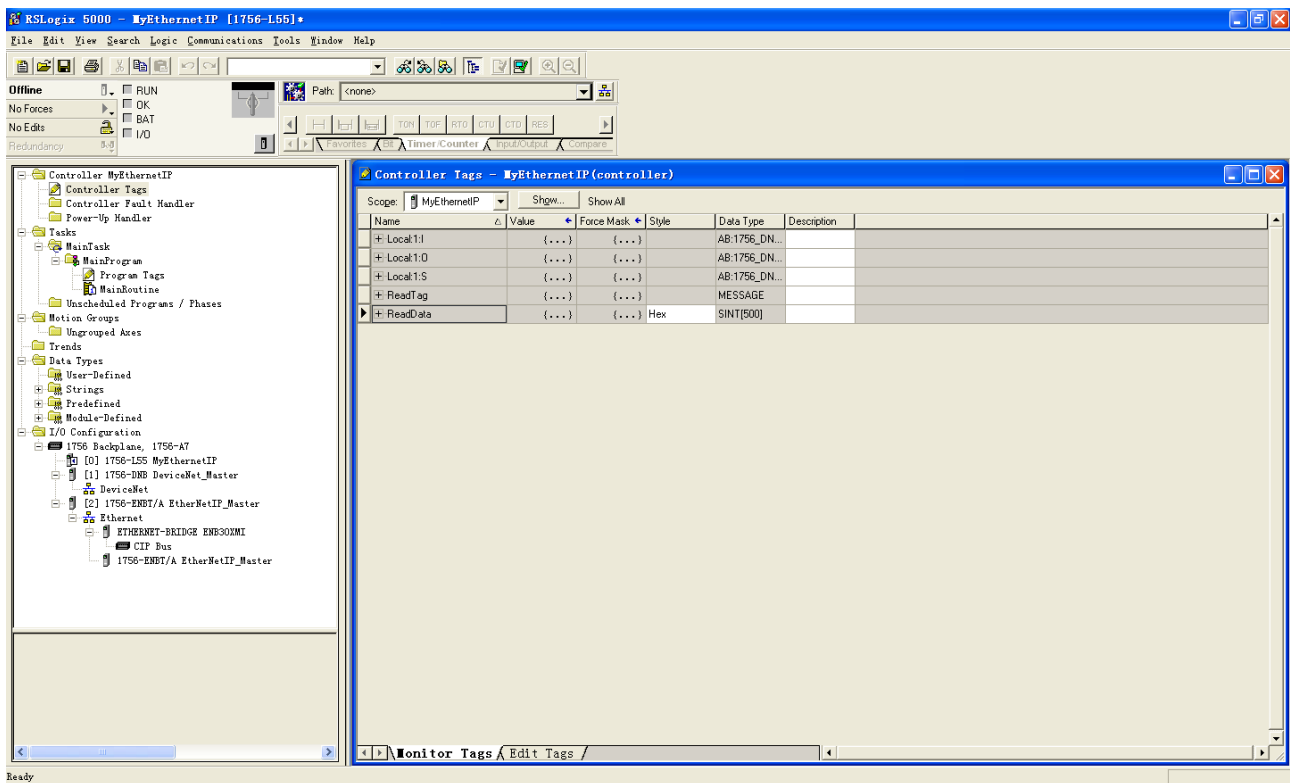 RSLogix 5000 - MyEthernetIP [1756-L55]*
File Edit View Search Logic Communications Tools Window Help
Offline
RUN
Path: <none>
No Forces
OK
BAT
No Edits
I/O
TON TOF RTO CTU CTD RES
Redundancy
Favorites Bit Timer/Counter Input/Output Compare
Controller MyEthernetIP
Controller Tags
Controller Fault Handler
Power-Up Handler
Tasks
MainTask
MainProgram
Program Tags
MainRoutine
Unscheduled Programs / Phases
Motion Groups
Ungrouped Axes
Trends
Data Types
User-Defined
Strings
Predefined
Module-Defined
I/O Configuration
1756 Backplane, 1756-A7
[0] 1756-L55 MyEthernetIP
[1] 1756-DNB DeviceNet_Master
DeviceNet
[2] 1756-ENBT/A EtherNetIP_Master
Ethernet
ETHERNET-BRIDGE ENB30XMI
CIP Bus
1756-ENBT/A EtherNetIP_Master
Controller Tags - MyEthernetIP(controller)
Scope: MyEthernetIP Show... Show All
Name Value Force Mask Style Data Type Description
Local:1:I {...} {...} AB:1756_DN...
Local:1:O {...} {...} AB:1756_DN...
Local:1:S {...} {...} AB:1756_DN...
ReadTag {...} {...} MESSAGE
ReadData {...} {...} Hex SINT[500]
Monitor Tags Edit Tags
Ready